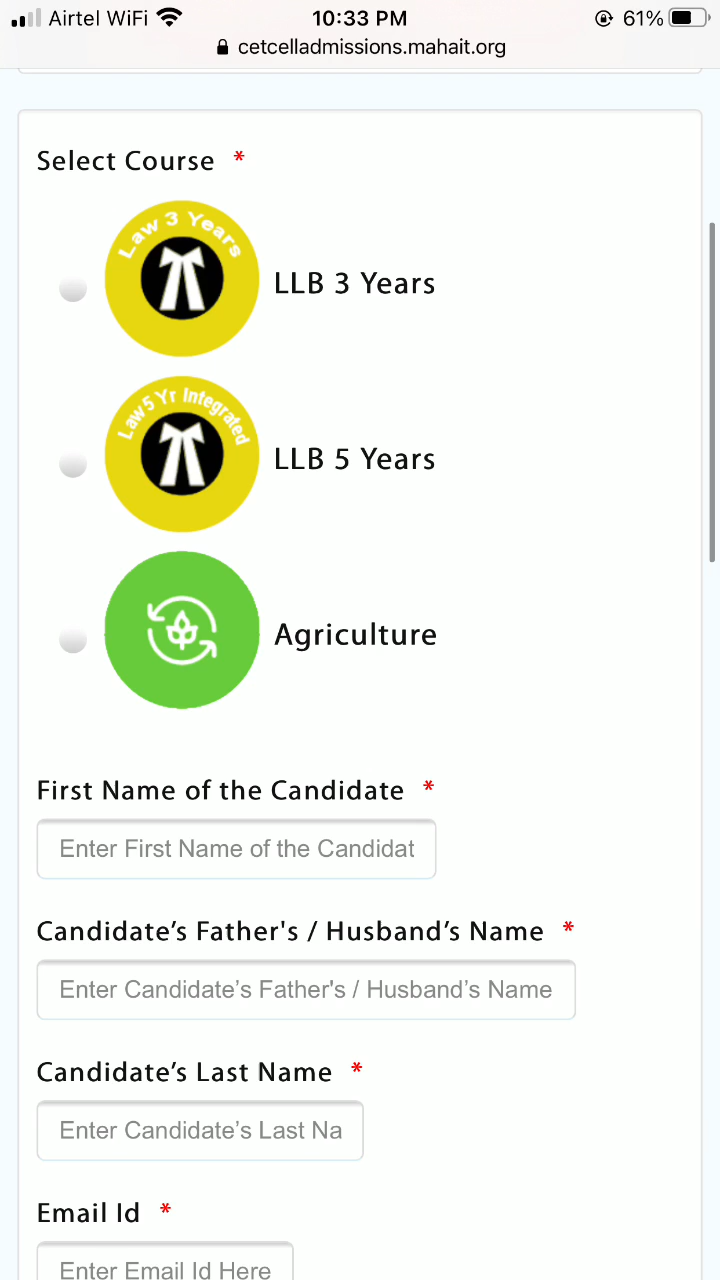 Airtel WiFi 10:33 PM 61%
cetcelladmissions.mahait.org
Select Course *
Law 3 Years
LLB 3 Years
Law 5 Yr Integrated
LLB 5 Years
Agriculture
First Name of the Candidate *
Enter First Name of the Candidat
Candidate’s Father's / Husband’s Name *
Enter Candidate’s Father's / Husband’s Name
Candidate’s Last Name *
Enter Candidate’s Last Na
Email Id *
Enter Email Id Here